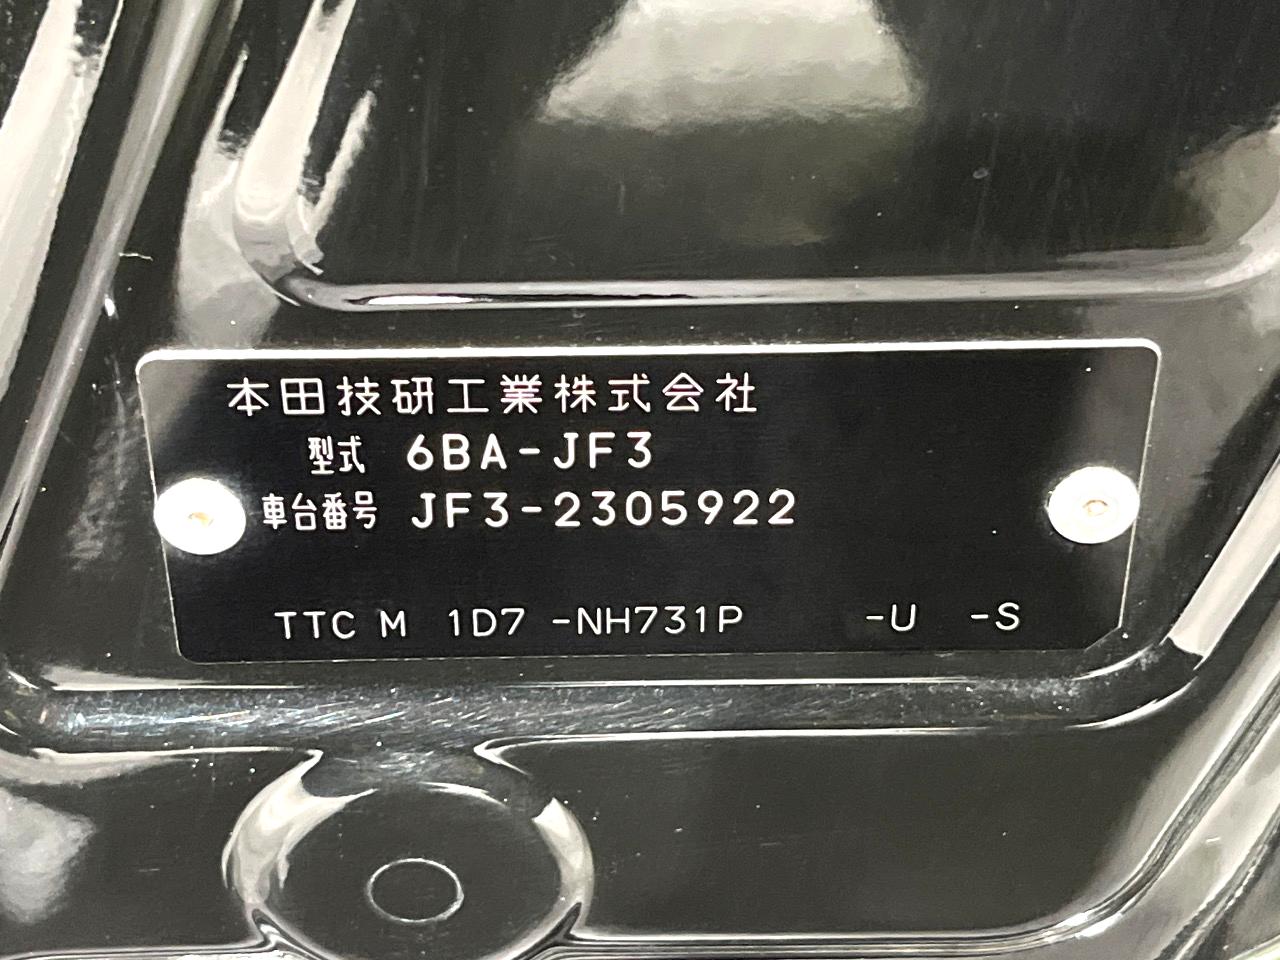 本田技研工業株式会社
型式 6BA-JF3
車台番号 JF3-2305922
TTC M 1D7 -NH731P -U -S